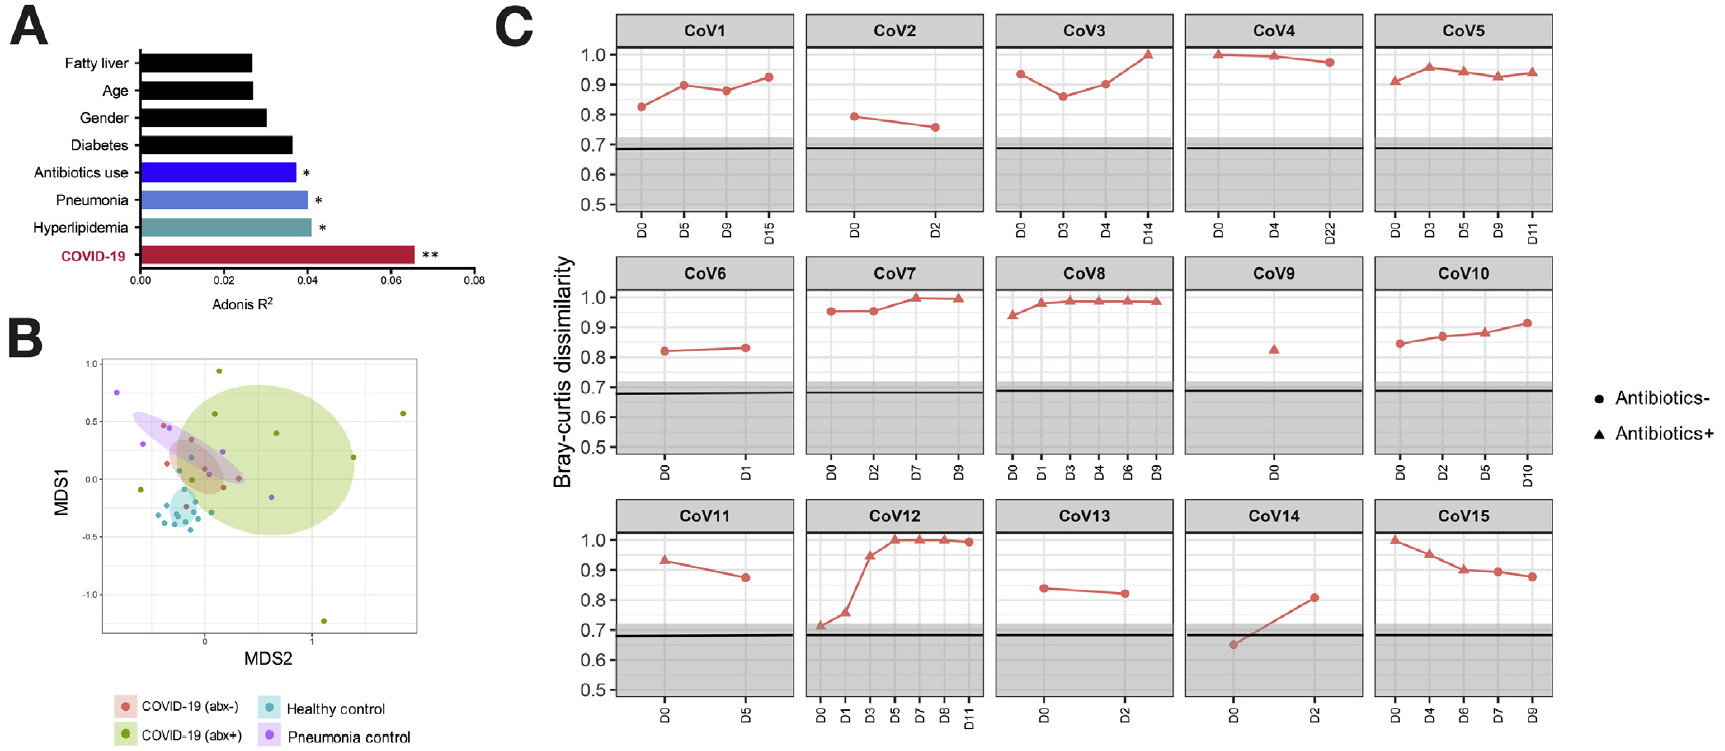 A
Fatty liver
Age
Gender
Diabetes
Antibiotics use *
Pneumonia *
Hyperlipidemia *
COVID-19 **
0.00 0.02 0.04 0.06 0.08
Adonis R2
B
1.0
0.5
0.0
-0.5
-1.0
MDS1
0 1
MDS2
COVID-19 (abx-)
Healthy control
COVID-19 (abx+)
Pneumonia control
C
Bray-curtis dissimilarity
CoV1 CoV2 CoV3 CoV4 CoV5
1.0
0.9
0.8
0.7
0.6
0.5
D0 D5 D9 D15 D0 D2 D0 D3 D4 D14 D0 D4 D22 D0 D3 D5 D9 D11
CoV6 CoV7 CoV8 CoV9 CoV10
1.0
0.9
0.8
0.7
0.6
0.5
D0 D1 D0 D2 D7 D9 D0 D1 D3 D4 D6 D9 D0 D0 D2 D5 D10
CoV11 CoV12 CoV13 CoV14 CoV15
1.0
0.9
0.8
0.7
0.6
0.5
D0 D5 D0 D1 D3 D5 D7 D8 D11 D0 D2 D0 D2 D0 D4 D6 D7 D9
Antibiotics-
Antibiotics+